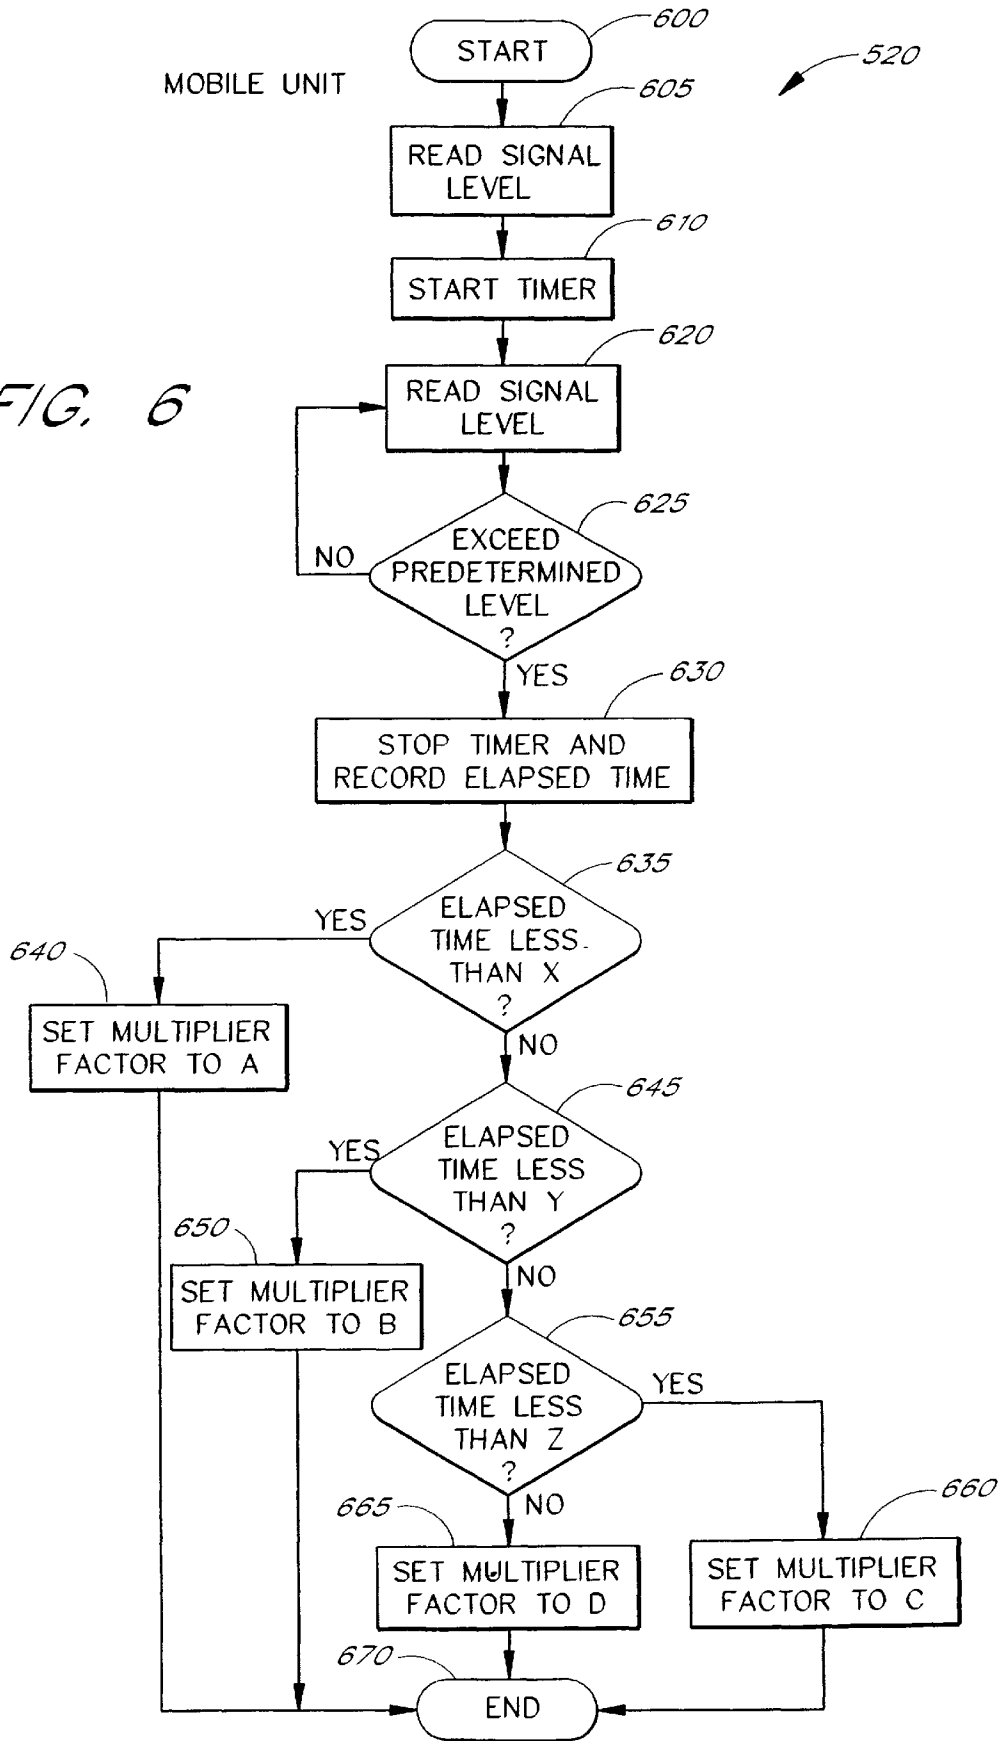 600
START
520
MOBILE UNIT
605
READ SIGNAL
LEVEL
610
START TIMER
620
READ SIGNAL
LEVEL
FIG. 6
625
EXCEED
PREDETERMINED
LEVEL
?
NO
YES
630
STOP TIMER AND
RECORD ELAPSED TIME
635
ELAPSED
TIME LESS
THAN X
?
YES
640
SET MULTIPLIER
FACTOR TO A
NO
645
ELAPSED
TIME LESS
THAN Y
?
YES
650
SET MULTIPLIER
FACTOR TO B
NO
655
ELAPSED
TIME LESS
THAN Z
?
YES
NO
665
660
SET MULTIPLIER
FACTOR TO D
SET MULTIPLIER
FACTOR TO C
670
END